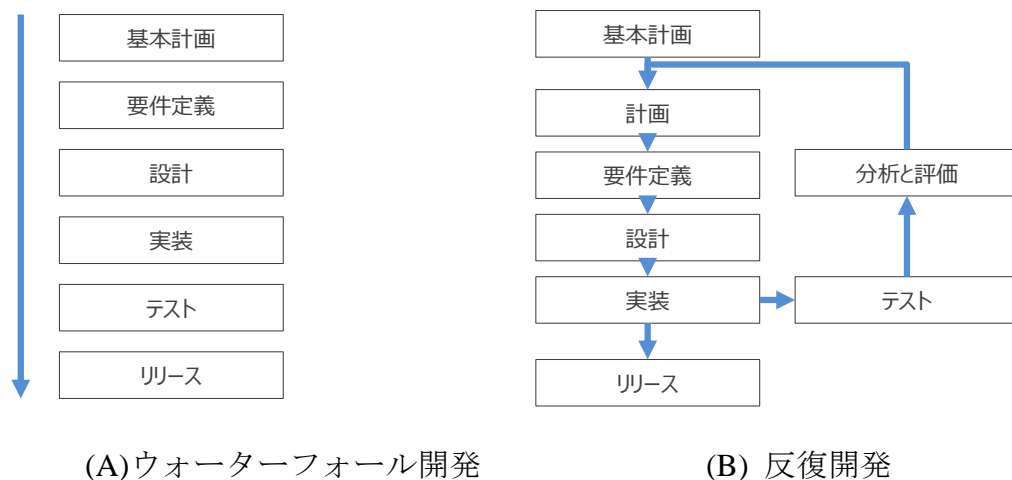 基本計画
要件定義
設計
実装
テスト
リリース
(A)ウォーターフォール開発
基本計画
計画
要件定義
設計
実装
リリース
テスト
分析と評価
(B) 反復開発